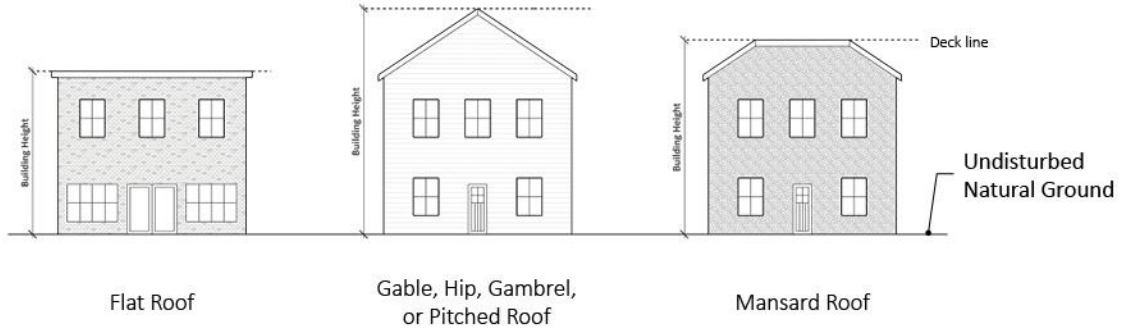 Building Height
Building Height
Building Height
Deck line
Undisturbed
Natural Ground
Flat Roof
Gable, Hip, Gambrel,
or Pitched Roof
Mansard Roof